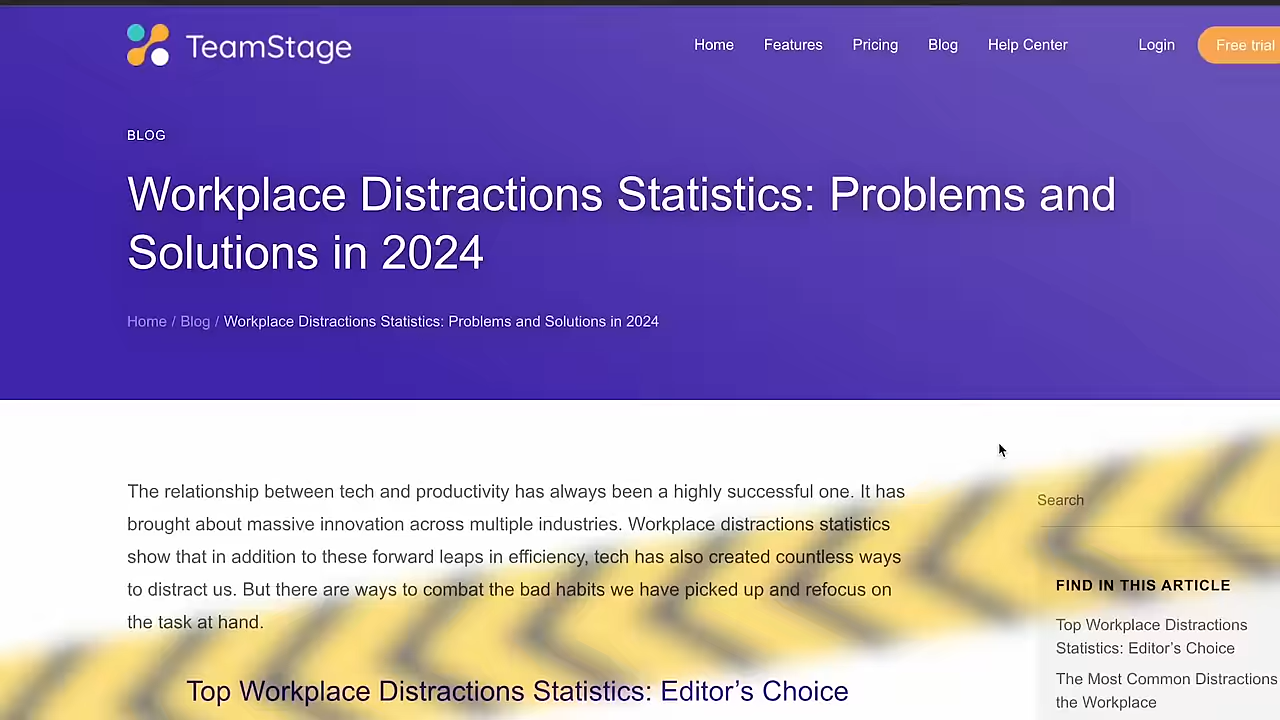 TeamStage
Home Features Pricing Blog Help Center Login Free trial
BLOG
Workplace Distractions Statistics: Problems and
Solutions in 2024
Home / Blog / Workplace Distractions Statistics: Problems and Solutions in 2024
The relationship between tech and productivity has always been a highly successful one. It has
brought about massive innovation across multiple industries. Workplace distractions statistics
show that in addition to these forward leaps in efficiency, tech has also created countless ways
to distract us. But there are ways to combat the bad habits we have picked up and refocus on
the task at hand.
Top Workplace Distractions Statistics: Editor’s Choice
Search
FIND IN THIS ARTICLE
Top Workplace Distractions
Statistics: Editor’s Choice
The Most Common Distractions
the Workplace